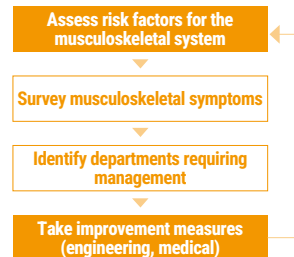 Assess risk factors for the
musculoskeletal system
Survey musculoskeletal symptoms
Identify departments requiring
management
Take improvement measures
(engineering, medical)